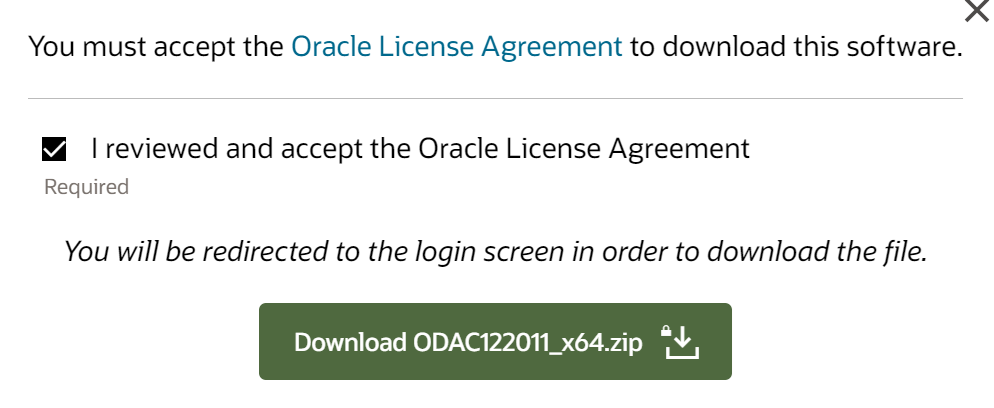 You must accept the Oracle License Agreement to download this software.
I reviewed and accept the Oracle License Agreement
Required
You will be redirected to the login screen in order to download the file.
Download ODAC122011_x64.zip